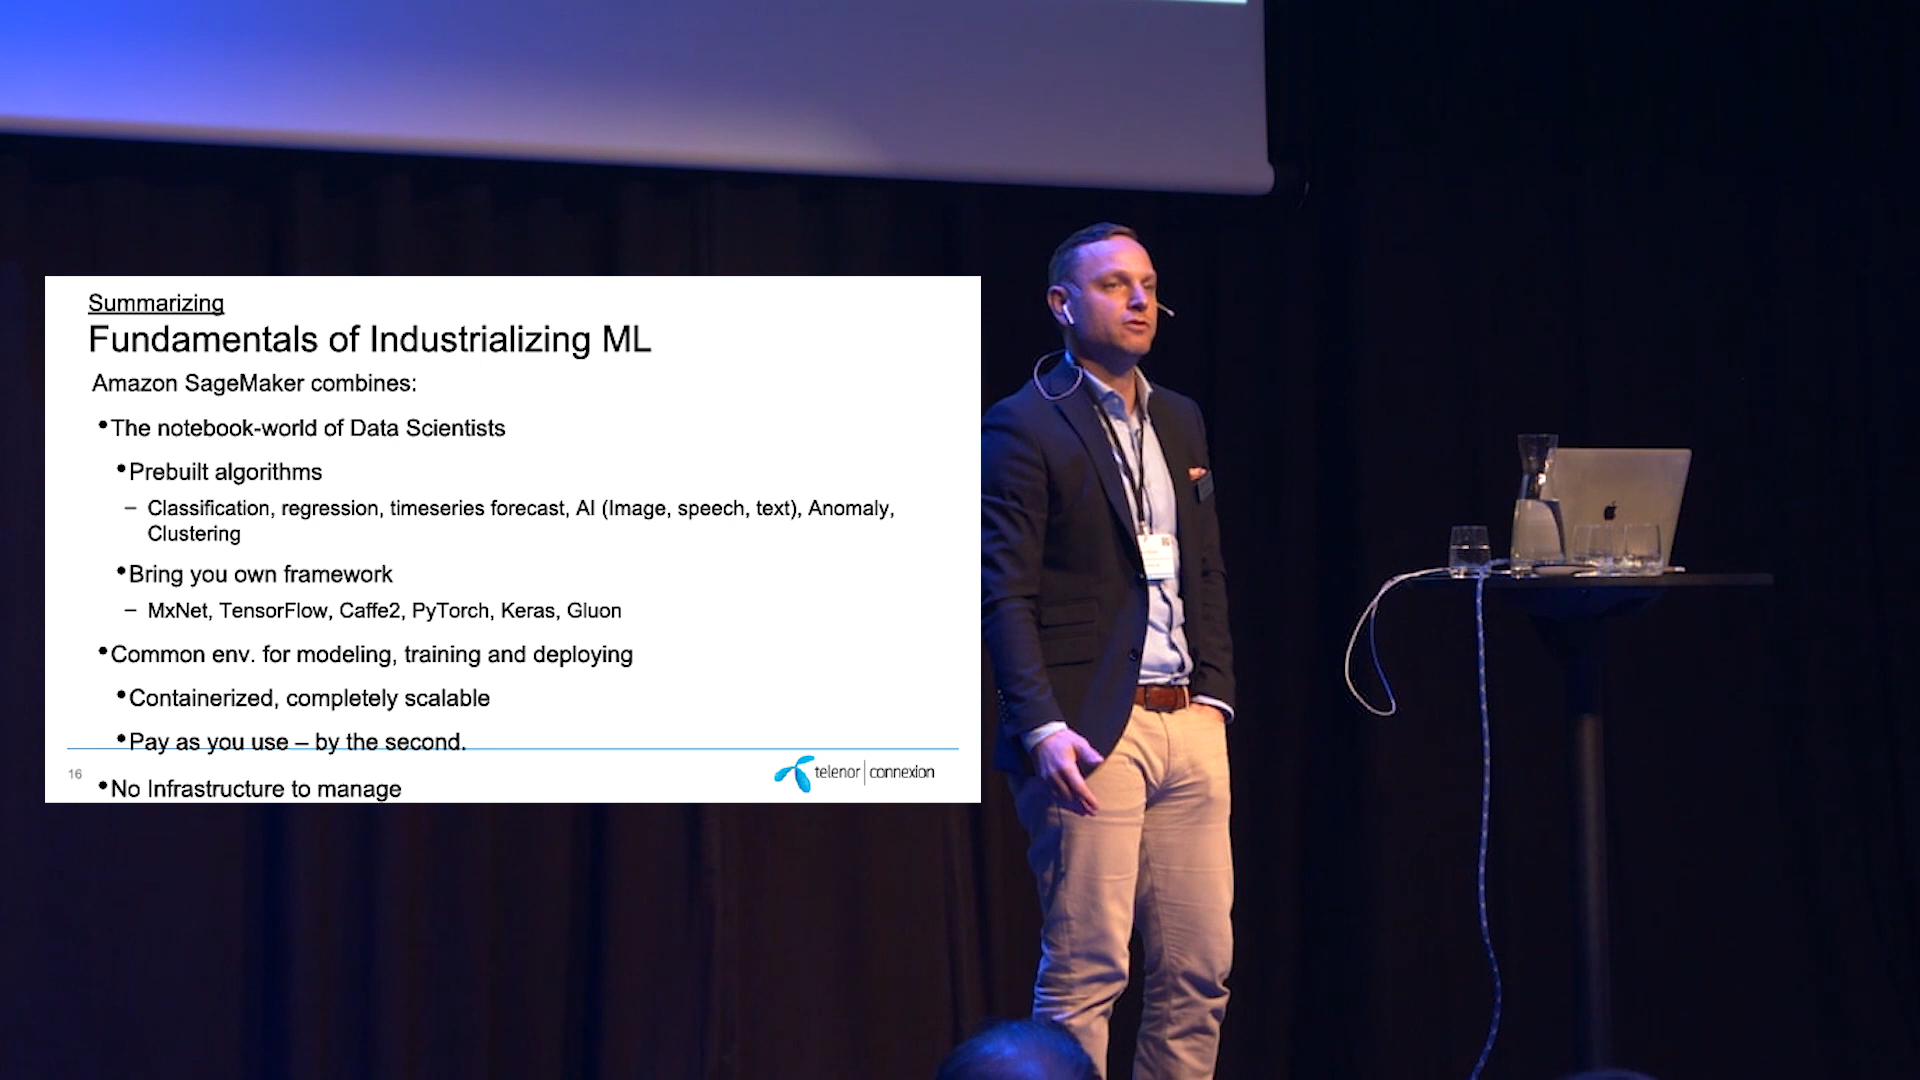 Summarizing
Fundamentals of Industrializing ML
Amazon SageMaker combines:
•The notebook-world of Data Scientists
•Prebuilt algorithms
– Classification, regression, timeseries forecast, AI (Image, speech, text), Anomaly,
Clustering
•Bring you own framework
– MxNet, TensorFlow, Caffe2, PyTorch, Keras, Gluon
•Common env. for modeling, training and deploying
•Containerized, completely scalable
•Pay as you use – by the second.
16
•No Infrastructure to manage
telenor | connexion